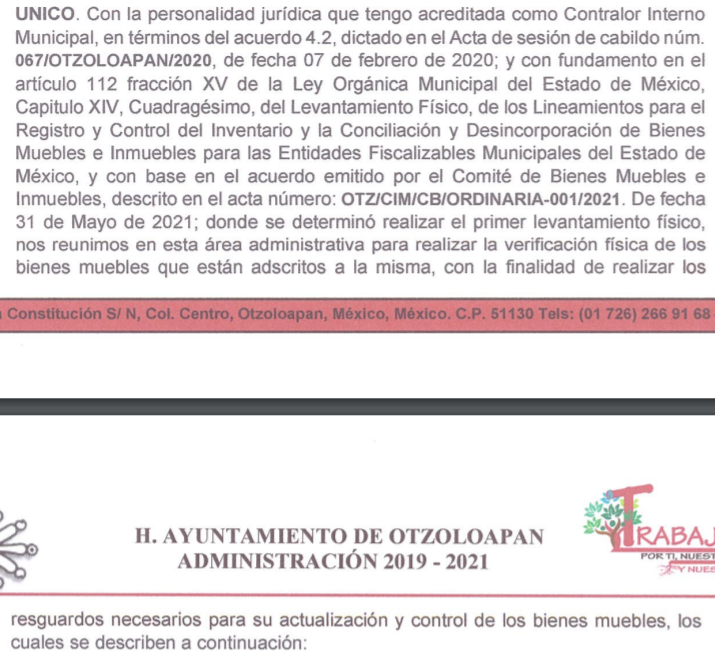 UNICO. Con la personalidad jurídica que tengo acreditada como Contralor Interno
Municipal, en términos del acuerdo 4.2, dictado en el Acta de sesión de cabildo núm.
067/OTZOLOAPAN/2020, de fecha 07 de febrero de 2020; y con fundamento en el
artículo 112 fracción XV de la Ley Orgánica Municipal del Estado de México,
Capitulo XIV, Cuadragésimo, del Levantamiento Físico, de los Lineamientos para el
Registro y Control del Inventario y la Conciliación y Desincorporación de Bienes
Muebles e Inmuebles para las Entidades Fiscalizables Municipales del Estado de
México, y con base en el acuerdo emitido por el Comité de Bienes Muebles e
Inmuebles, descrito en el acta número: OTZ/CIM/CB/ORDINARIA-001/2021. De fecha
31 de Mayo de 2021; donde se determinó realizar el primer levantamiento físico,
nos reunimos en esta área administrativa para realizar la verificación física de los
bienes muebles que están adscritos a la misma, con la finalidad de realizar los
Constitución S/ N, Col. Centro, Otzoloapan, México, México. C.P. 51130 Tels: (01 726) 266 91 68
H. AYUNTAMIENTO DE OTZOLOAPAN
ADMINISTRACIÓN 2019 - 2021
TRABAJ
POR TI, NUEST
Y NUES
resguardos necesarios para su actualización y control de los bienes muebles, los
cuales se describen a continuación: